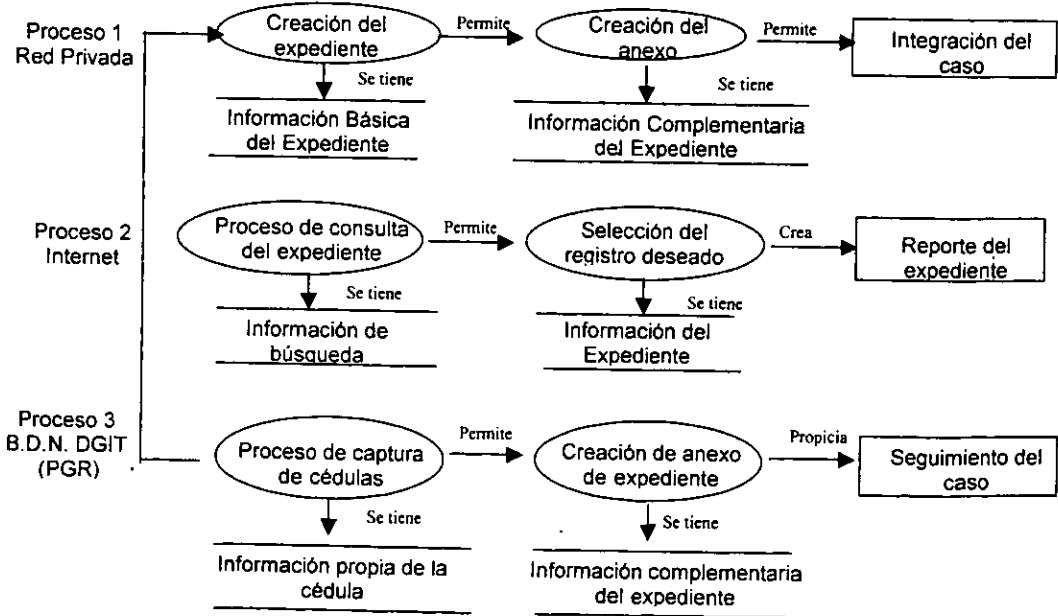 Proceso 1
Red Privada
Creación del
expediente
Permite
Creación del
anexo
Permite
Integración del
caso
Se tiene
Se tiene
Información Básica
del Expediente
Información Complementaria
del Expediente
Proceso 2
Internet
Proceso de consulta
del expediente
Permite
Selección del
registro deseado
Crea
Reporte del
expediente
Se tiene
Se tiene
Información de
búsqueda
Información del
Expediente
Proceso 3
B.D.N. DGIT
(PGR)
Proceso de captura
de cédulas
Permite
Creación de anexo
de expediente
Propicia
Seguimiento del
caso
Se tiene
Se tiene
Información propia de la
cédula
Información complementaria
del expediente